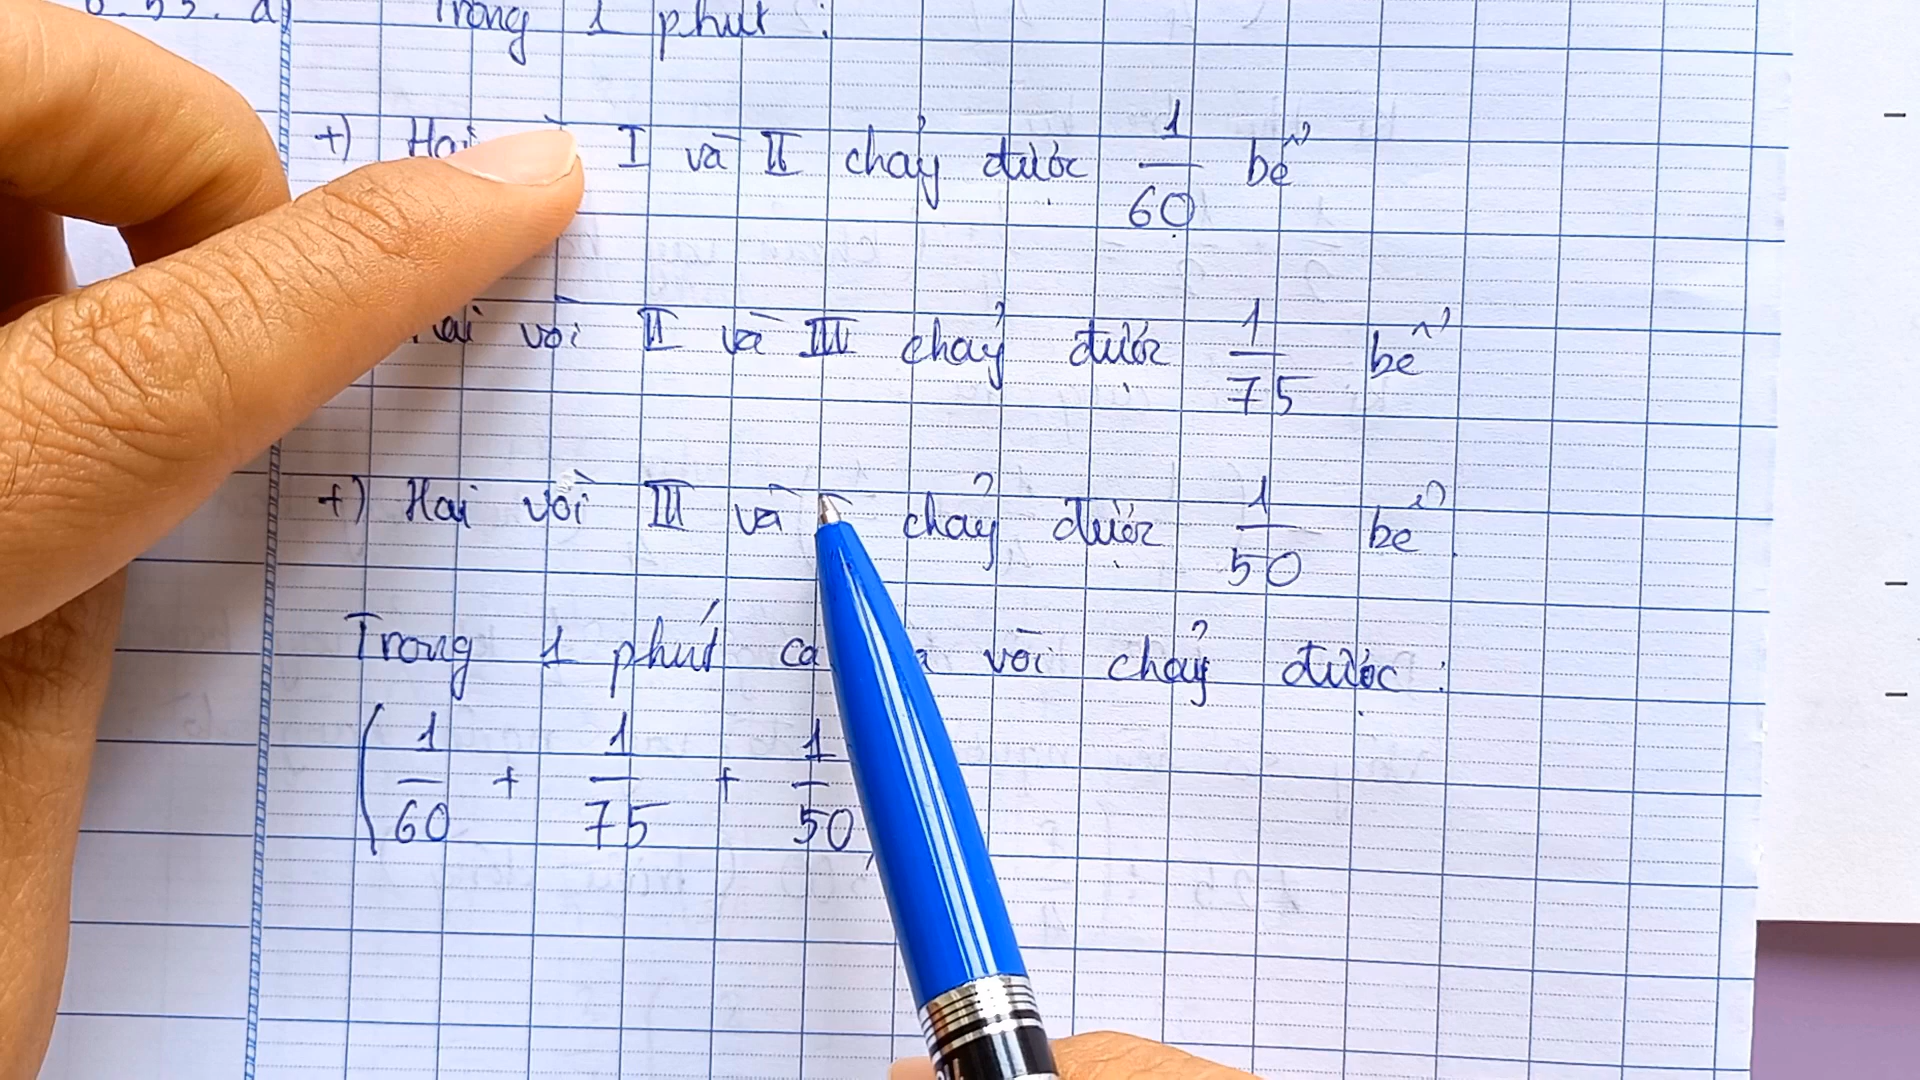 a) Trong 1 phút :
+) Hai I và II chảy được 1/60 bể
vòi II và III chảy được 1/75 bể
+) Hai vòi III và chảy được 1/50 bể.
Trong 1 phút vòi chảy được :
( 1/60 + 1/75 + 1/50